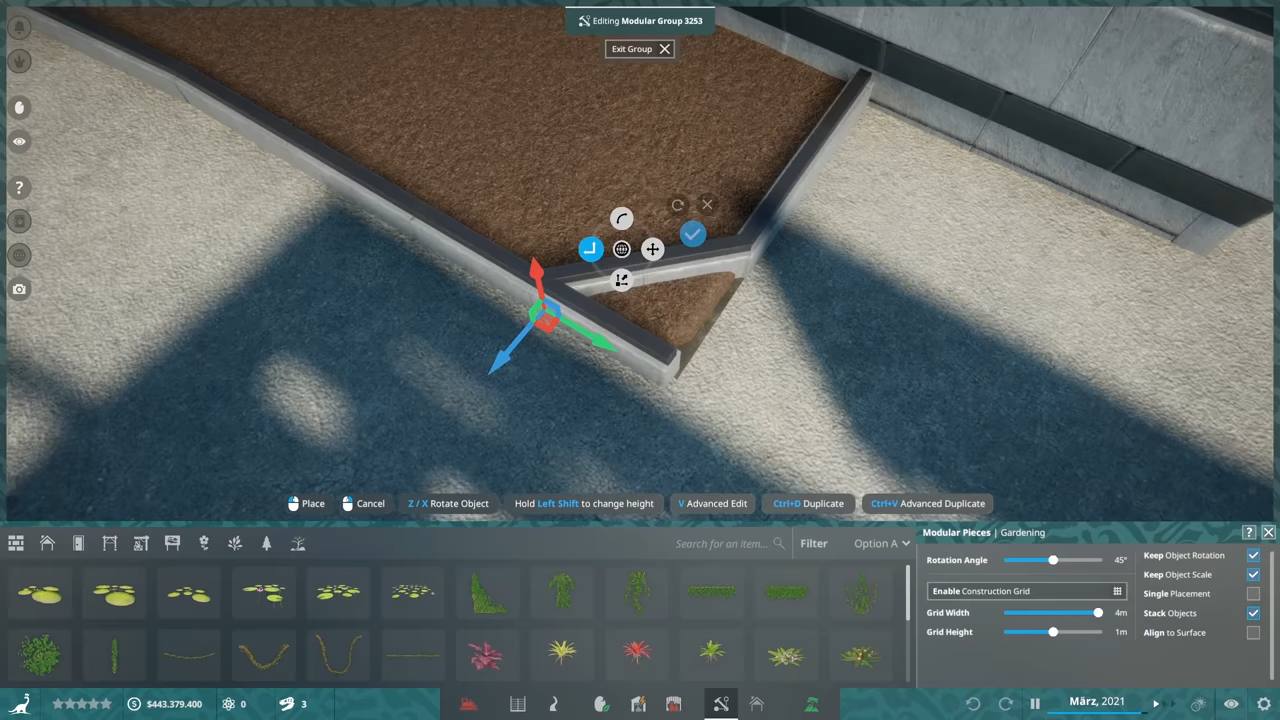 Editing Modular Group 3253
Exit Group
Place
Cancel
Z / X Rotate Object
Hold Left Shift to change height
V Advanced Edit
Ctrl+D Duplicate
Ctrl+V Advanced Duplicate
Search for an item...
Filter
Option A
Modular Pieces | Gardening
?
Rotation Angle
45°
Enable Construction Grid
Grid Width
4m
Grid Height
1m
Keep Object Rotation
Keep Object Scale
Single Placement
Stack Objects
Align to Surface
$443.379.400
0
3
März, 2021